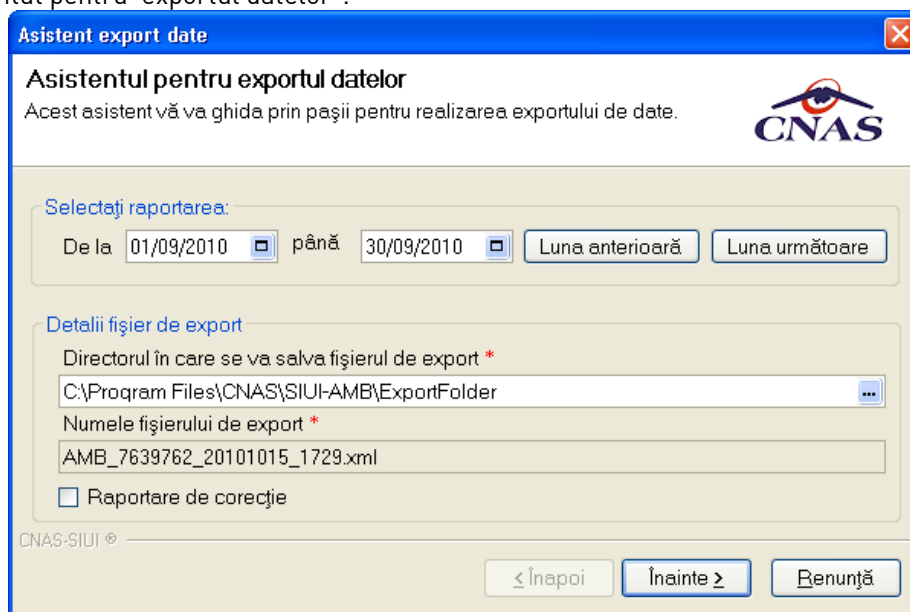 pentru exportul datelor".
Asistent export date
Asistentul pentru exportul datelor
Acest asistent vă va ghida prin paşii pentru realizarea exportului de date.
CNAS
Selectaţi raportarea:
De la 01/09/2010 până 30/09/2010 Luna anterioară Luna următoare
Detalii fişier de export
Directorul în care se va salva fişierul de export *
C:\Program Files\CNAS\SIUI-AMB\ExportFolder ...
Numele fişierului de export *
AMB_7639762_20101015_1729.xml
Raportare de corecţie
CNAS-SIUI ®
< Înapoi Înainte > Renunţă